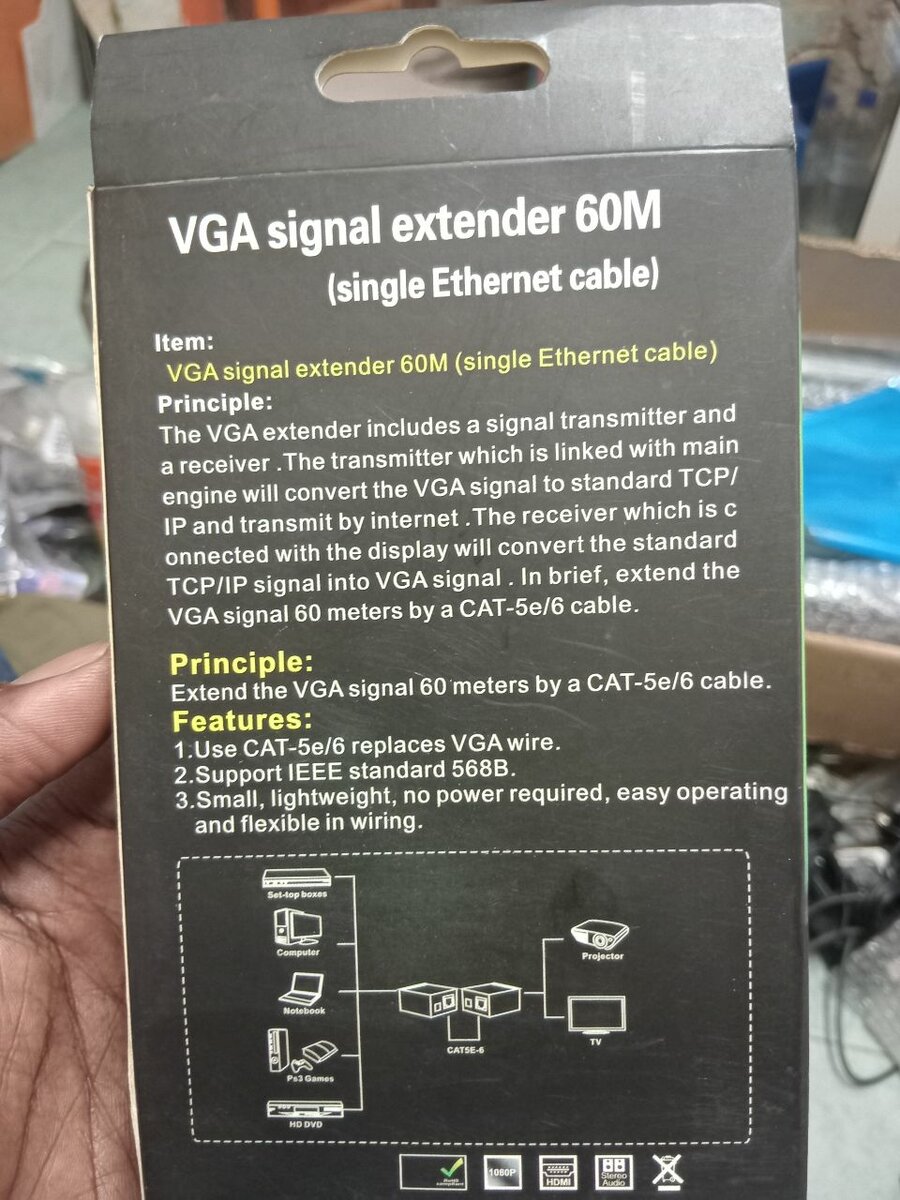 VGA signal extender 60M
(single Ethernet cable)
Item:
VGA signal extender 60M (single Ethernet cable)
Principle:
The VGA extender includes a signal transmitter and
a receiver .The transmitter which is linked with main
engine will convert the VGA signal to standard TCP/
IP and transmit by internet .The receiver which is c
onnected with the display will convert the standard
TCP/IP signal into VGA signal . In brief, extend the
VGA signal 60 meters by a CAT-5e/6 cable.
Principle:
Extend the VGA signal 60 meters by a CAT-5e/6 cable.
Features:
1.Use CAT-5e/6 replaces VGA wire.
2.Support IEEE standard 568B.
3.Small, lightweight, no power required, easy operating
and flexible in wiring.
Set-top boxes
Computer
Notebook
Ps3 Games
HD DVD
CAT5E-6
Projector
TV
RoHS
compliant
1080P
HDMI
Stereo
Audio